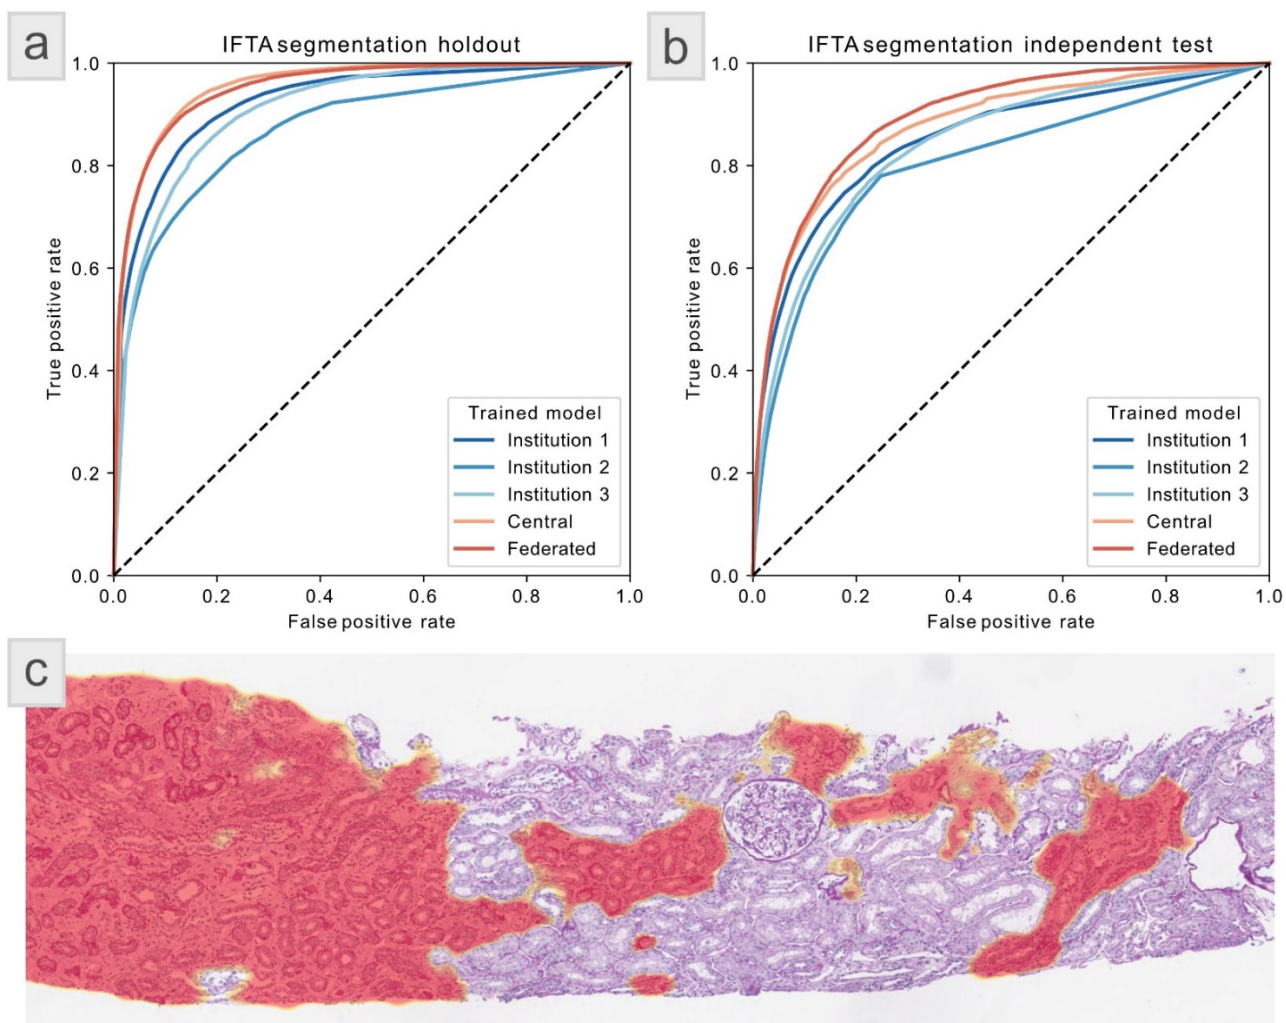 a
IFTA segmentation holdout
1.0
0.8
0.6
0.4
0.2
0.0
True positive rate
0.0 0.2 0.4 0.6 0.8 1.0
False positive rate
Trained model
Institution 1
Institution 2
Institution 3
Central
Federated
b
IFTA segmentation independent test
1.0
0.8
0.6
0.4
0.2
0.0
True positive rate
0.0 0.2 0.4 0.6 0.8 1.0
False positive rate
Trained model
Institution 1
Institution 2
Institution 3
Central
Federated
c